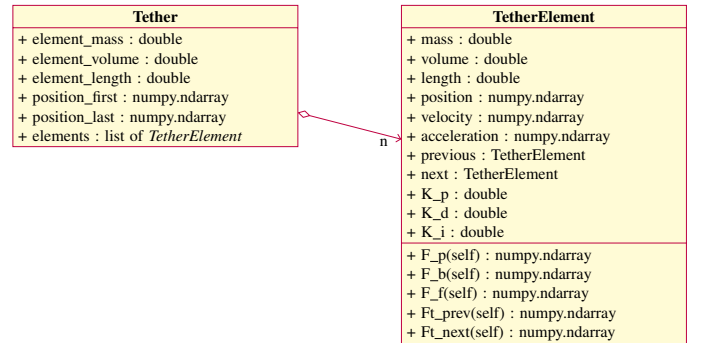 Tether
+ element_mass : double
+ element_volume : double
+ element_length : double
+ position_first : numpy.ndarray
+ position_last : numpy.ndarray
+ elements : list of TetherElement
n
TetherElement
+ mass : double
+ volume : double
+ length : double
+ position : numpy.ndarray
+ velocity : numpy.ndarray
+ acceleration : numpy.ndarray
+ previous : TetherElement
+ next : TetherElement
+ K_p : double
+ K_d : double
+ K_i : double
+ F_p(self) : numpy.ndarray
+ F_b(self) : numpy.ndarray
+ F_f(self) : numpy.ndarray
+ Ft_prev(self) : numpy.ndarray
+ Ft_next(self) : numpy.ndarray